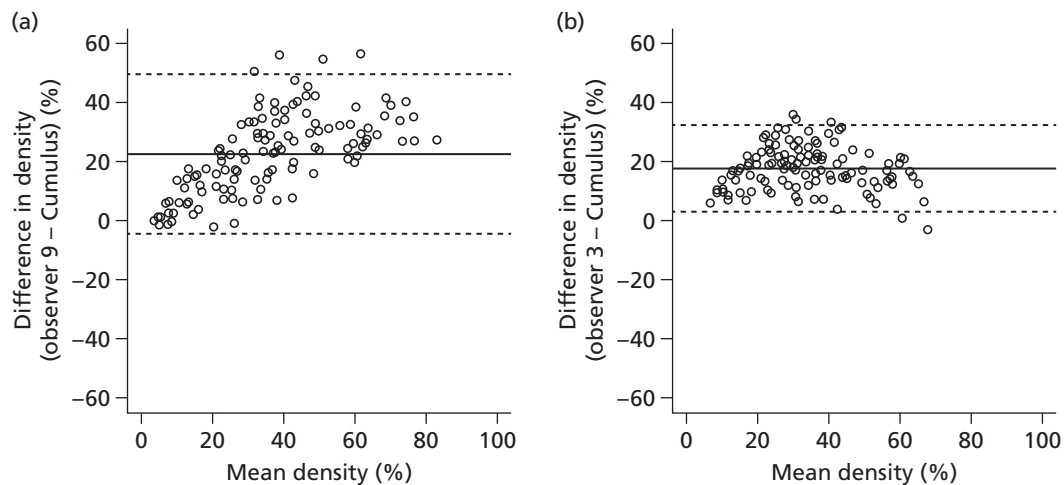 (a)
60
40
20
0
−20
−40
−60
Difference in density
(observer 9 – Cumulus) (%)
0 20 40 60 80 100
Mean density (%)
(b)
60
40
20
0
−20
−40
−60
Difference in density
(observer 3 – Cumulus) (%)
0 20 40 60 80 100
Mean density (%)